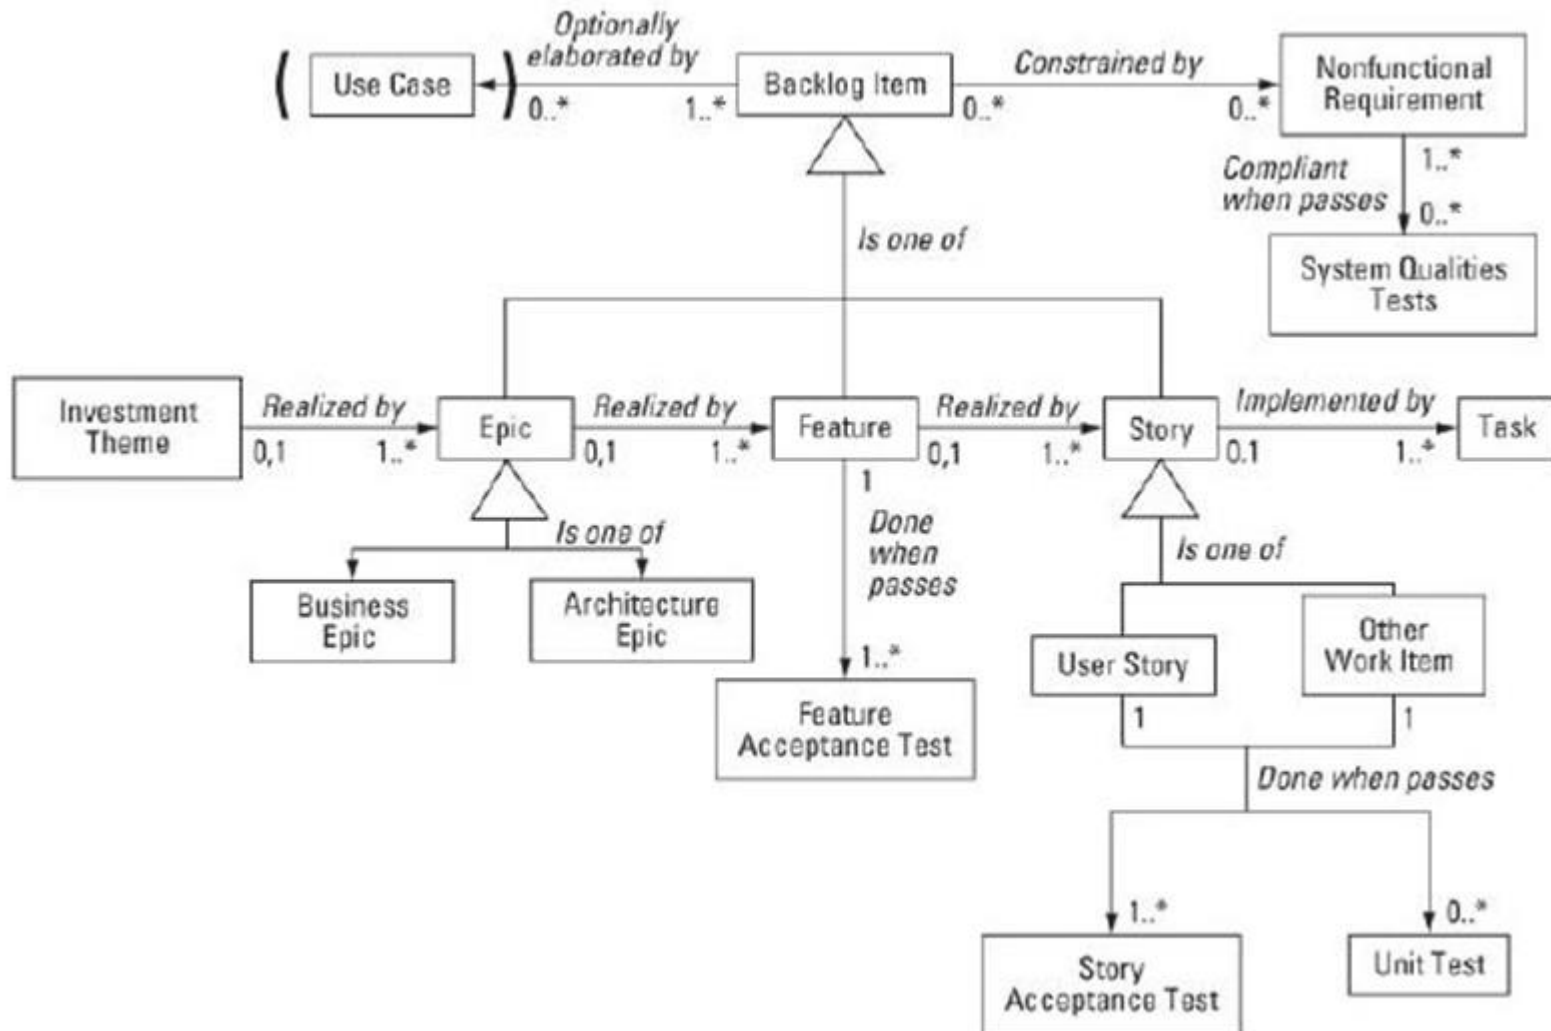 Optionally
elaborated by
( Use Case )
0..*
1..*
Backlog Item
0..*
Constrained by
0..*
Nonfunctional
Requirement
1..*
Compliant
when passes
0..*
System Qualities
Tests
Is one of
Investment
Theme
Realized by
0,1
1..*
Epic
Realized by
0,1
1..*
Feature
Realized by
0,1
1..*
Story
Implemented by
0.1
1..*
Task
Is one of
Business
Epic
Architecture
Epic
1
Done
when
passes
1..*
Feature
Acceptance Test
Is one of
User Story
Other
Work Item
1
1
Done when passes
1..*
0..*
Story
Acceptance Test
Unit Test